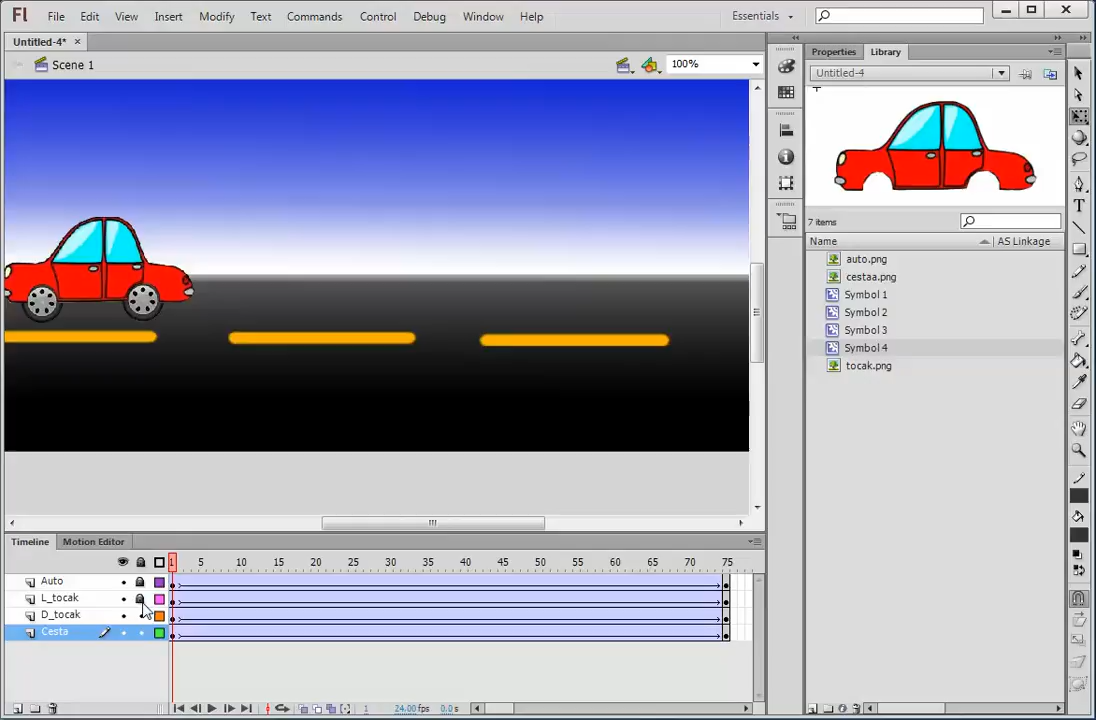 Fl File Edit View Insert Modify Text Commands Control Debug Window Help Essentials
Untitled-4*
Scene 1 100%
Properties Library
Untitled-4
7 items
Name AS Linkage
auto.png
cestaa.png
Symbol 1
Symbol 2
Symbol 3
Symbol 4
tocak.png
Timeline Motion Editor
1 5 10 15 20 25 30 35 40 45 50 55 60 65 70 75
Auto
L_tocak
D_tocak
Cesta
1 24.00 fps 0.0 s